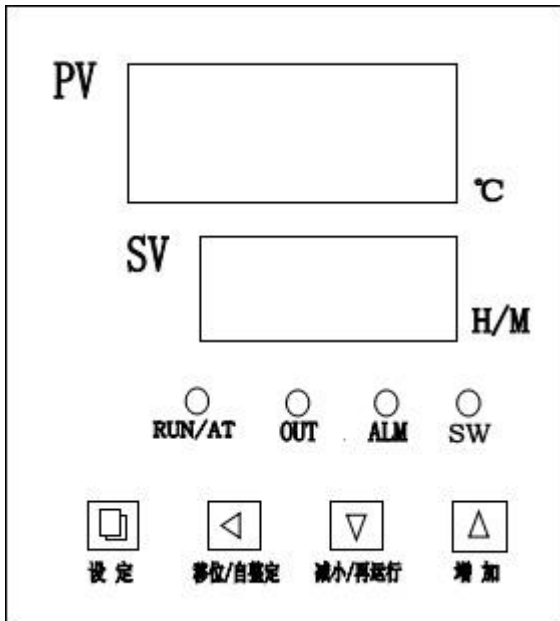 PV
℃
SV
H/M
RUN/AT OUT ALM SW
设定 移位/自整定 减小/再运行 增加